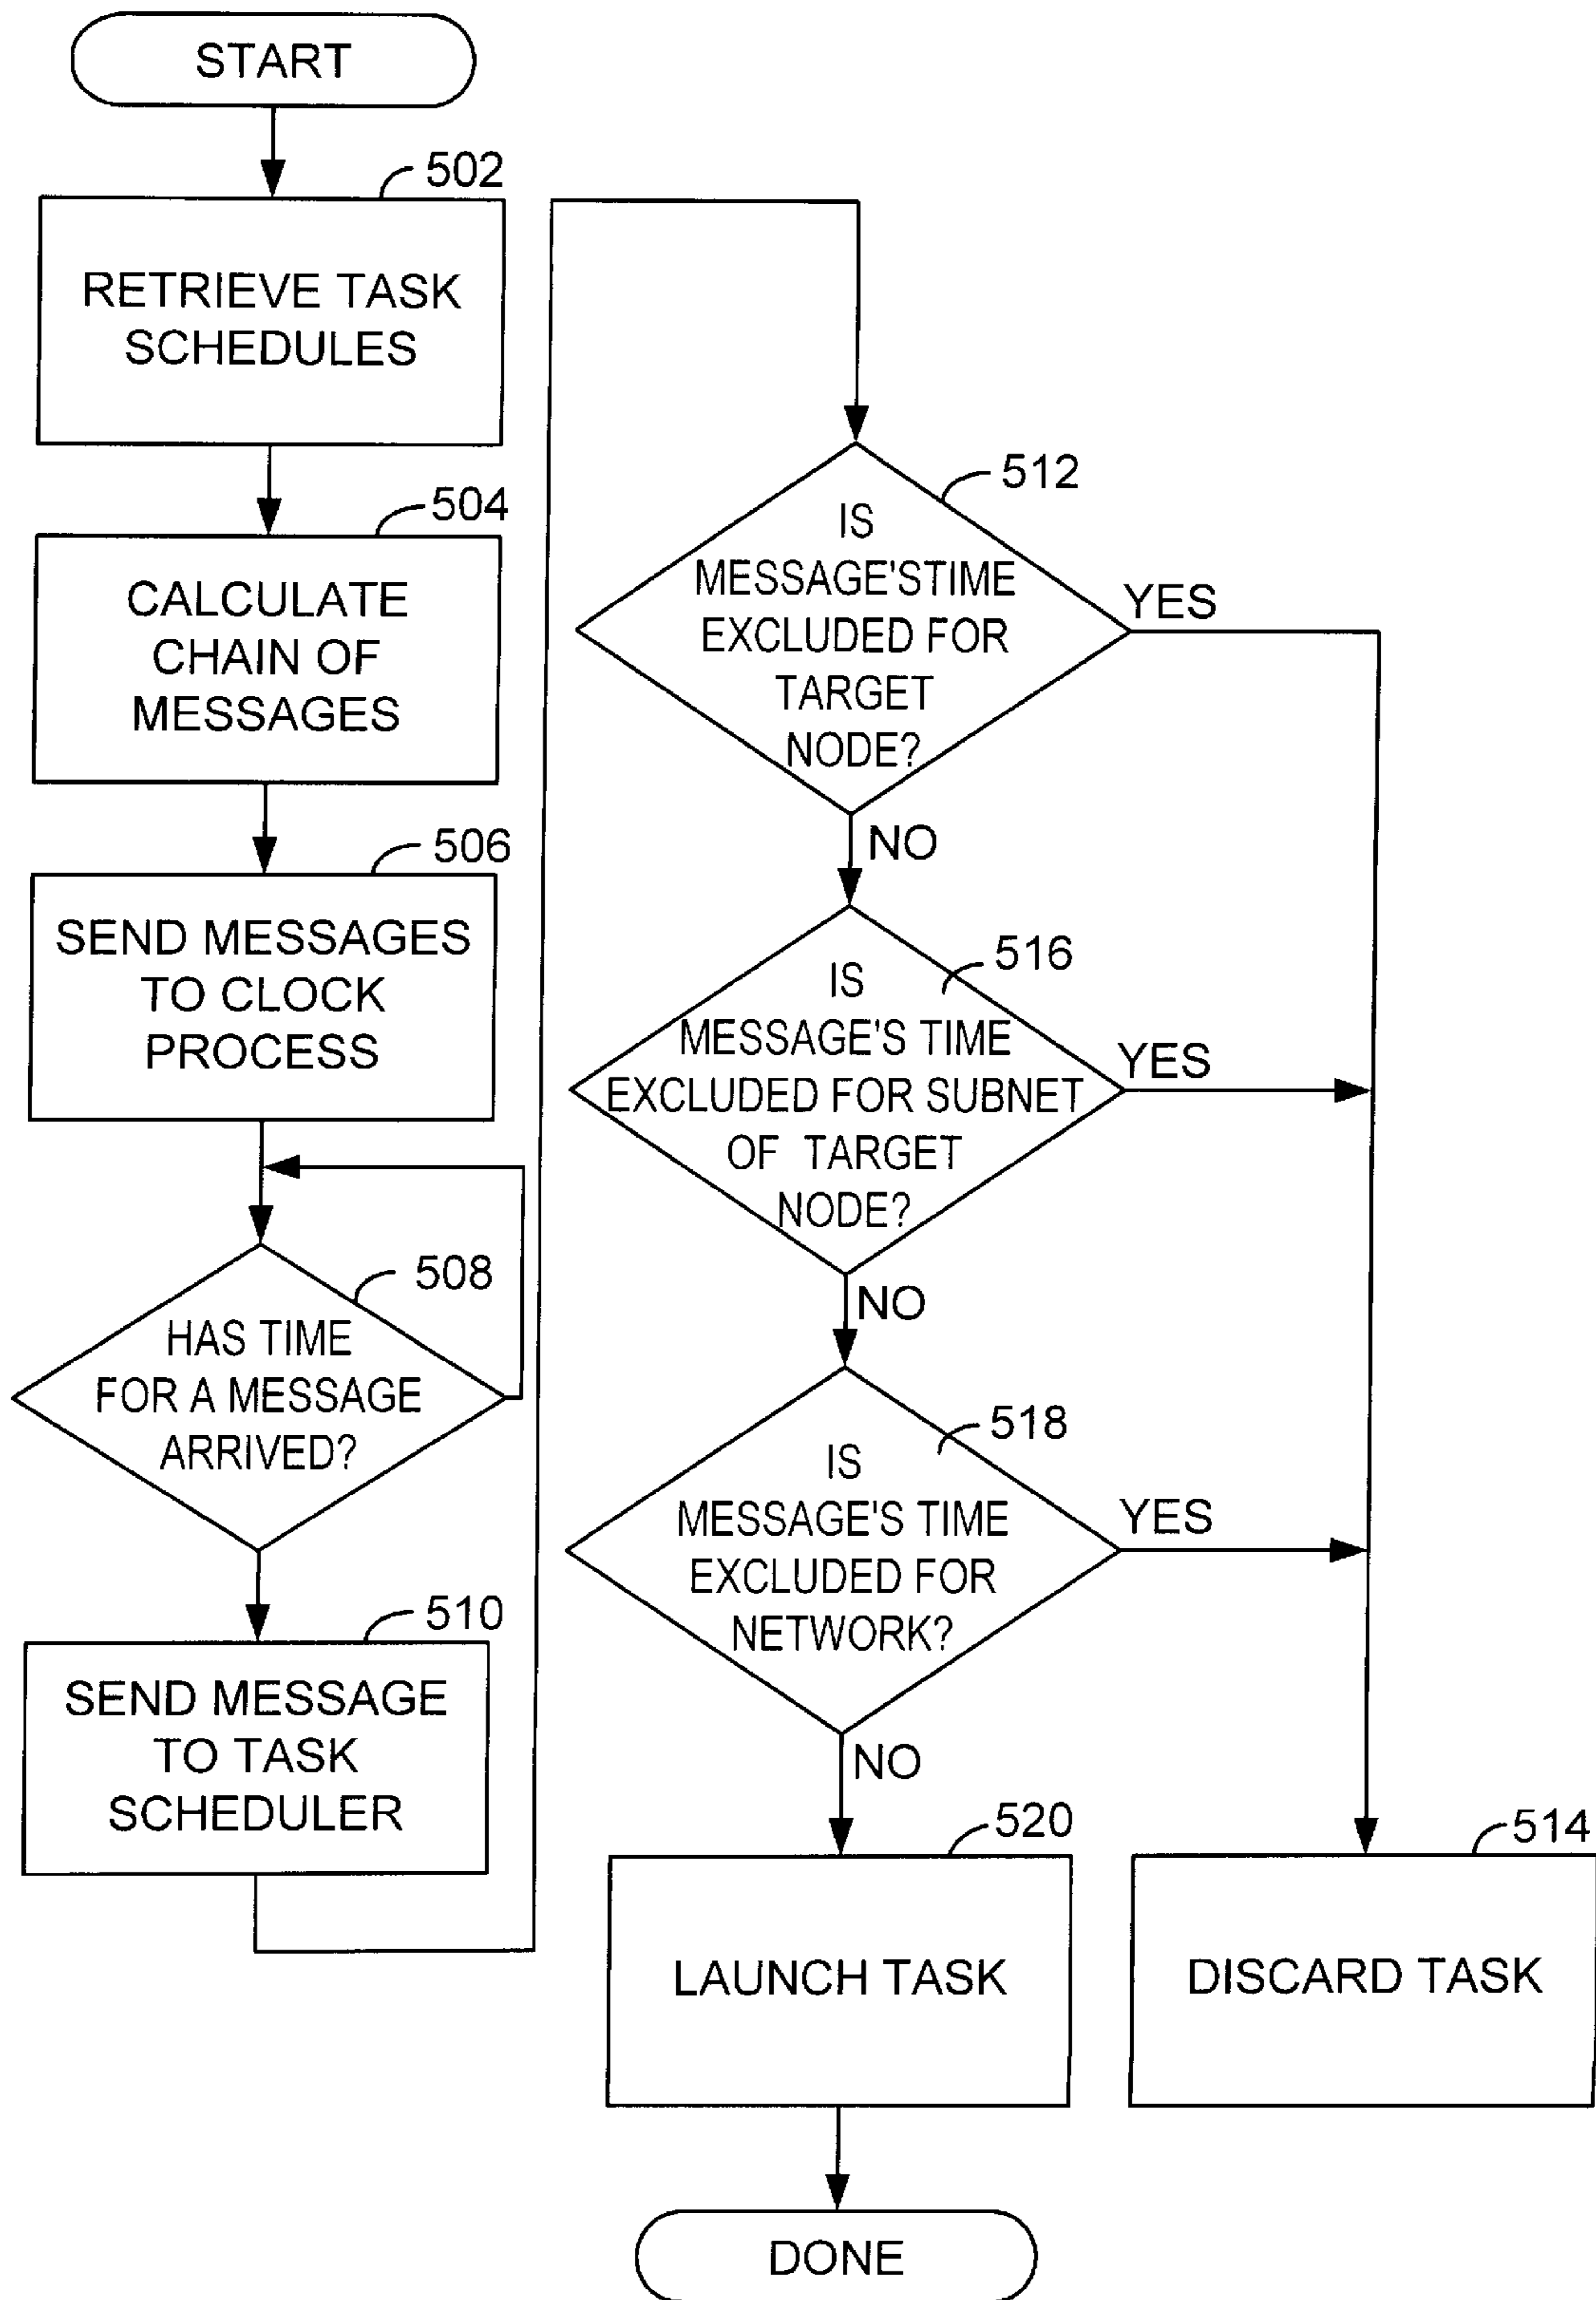 START
502
RETRIEVE TASK
SCHEDULES
504
CALCULATE
CHAIN OF
MESSAGES
506
SEND MESSAGES
TO CLOCK
PROCESS
508
HAS TIME
FOR A MESSAGE
ARRIVED?
510
SEND MESSAGE
TO TASK
SCHEDULER
512
IS
MESSAGE'STIME
EXCLUDED FOR
TARGET
NODE?
YES
NO
516
IS
MESSAGE'S TIME
EXCLUDED FOR SUBNET
OF TARGET
NODE?
YES
NO
518
IS
MESSAGE'S TIME
EXCLUDED FOR
NETWORK?
YES
NO
520
LAUNCH TASK
514
DISCARD TASK
DONE